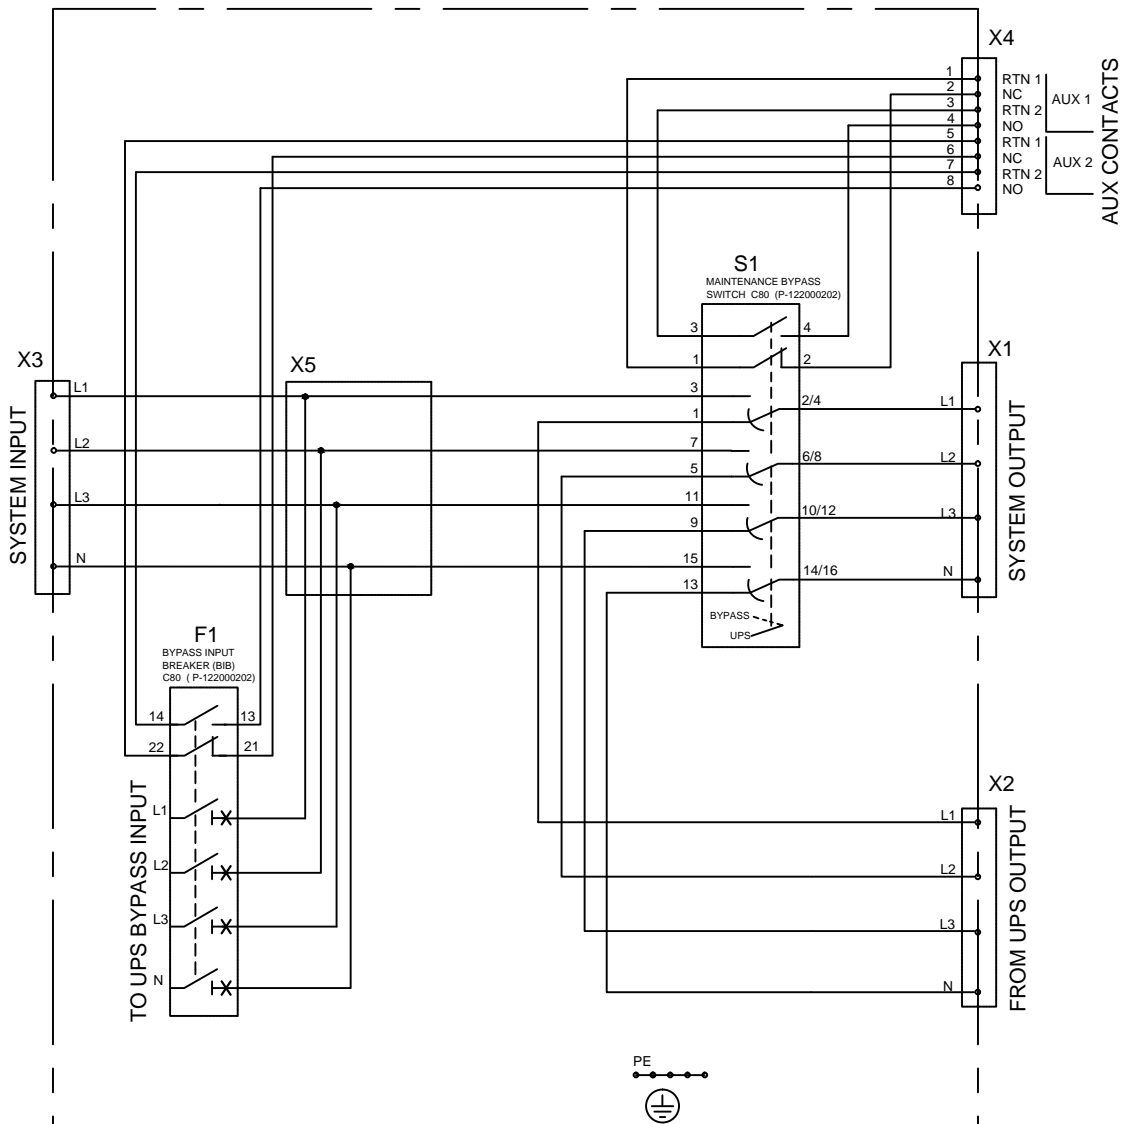 X4
1 RTN 1
2 NC
3 RTN 2
4 NO
AUX 1
5 RTN 1
6 NC
7 RTN 2
8 NO
AUX 2
AUX CONTACTS
S1
MAINTENANCE BYPASS
SWITCH C80 (P-122000202)
3 4
1 2
3
1 2/4
7
5 6/8
11
9 10/12
15
13 14/16
BYPASS
UPS
X3
L1
L2
L3
N
SYSTEM INPUT
X5
X1
L1
L2
L3
N
SYSTEM OUTPUT
F1
BYPASS INPUT
BREAKER (BIB)
C80 ( P-122000202)
14 13
22 21
L1
L2
L3
N
TO UPS BYPASS INPUT
X2
L1
L2
L3
N
FROM UPS OUTPUT
PE